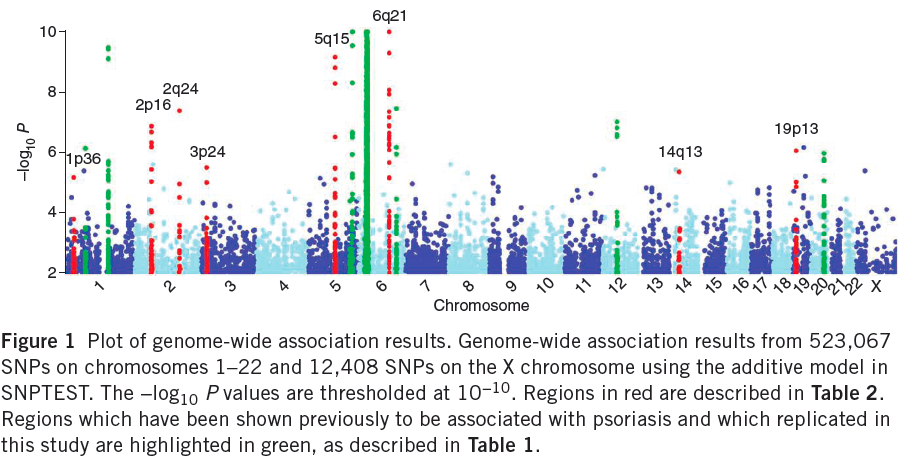 10
8
6
4
2
–log10 P
1p36
2p16
2q24
3p24
5q15
6q21
14q13
19p13
1 2 3 4 5 6 7 8 9 10 11 12 13 14 15 16 17 18 19 20 21 22 X
Chromosome
Figure 1 Plot of genome-wide association results. Genome-wide association results from 523,067
SNPs on chromosomes 1–22 and 12,408 SNPs on the X chromosome using the additive model in
SNPTEST. The –log10 P values are thresholded at 10–10. Regions in red are described in Table 2.
Regions which have been shown previously to be associated with psoriasis and which replicated in
this study are highlighted in green, as described in Table 1.